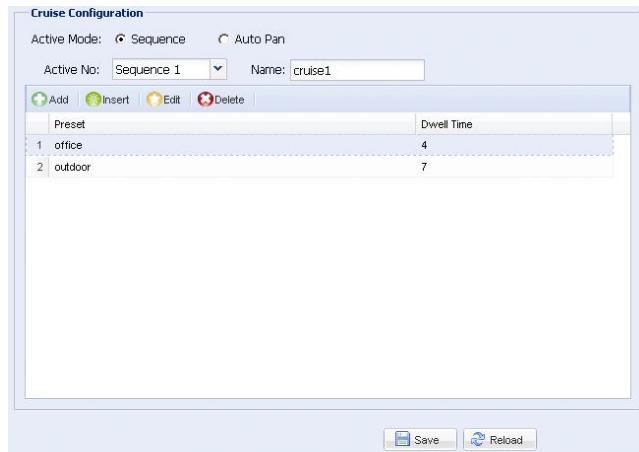 Cruise Configuration
Active Mode: Sequence Auto Pan
Active No: Sequence 1 Name: cruise1
Add Insert Edit Delete
Preset Dwell Time
1 office 4
2 outdoor 7
Save Reload